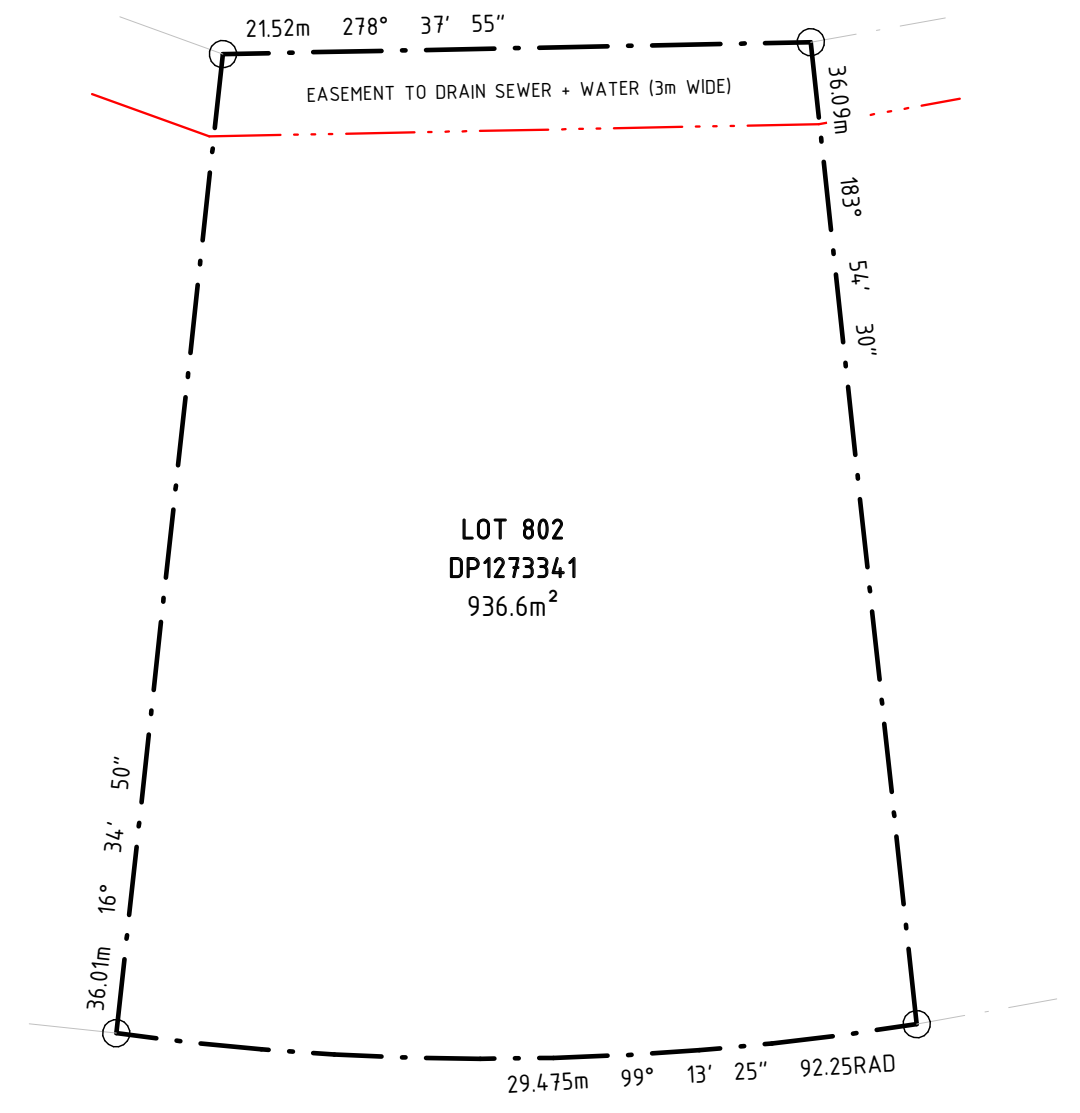 21.52m 278° 37' 55"
EASEMENT TO DRAIN SEWER + WATER (3m WIDE)
36.09m 183° 54' 30"
LOT 802
DP1273341
936.6m²
36.01m 16° 34' 50"
29.475m 99° 13' 25" 92.25RAD